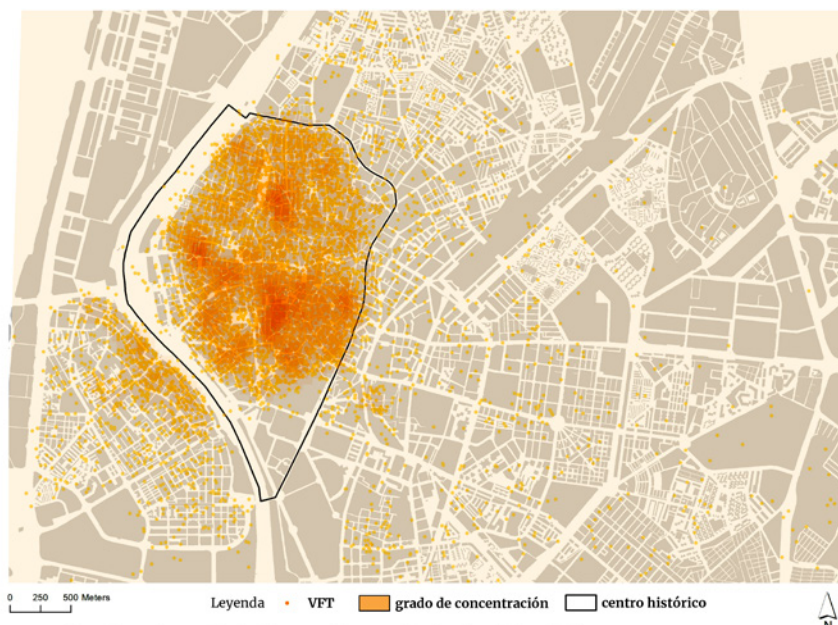 0 250 500 Meters
Leyenda VFT grado de concentración centro histórico
N